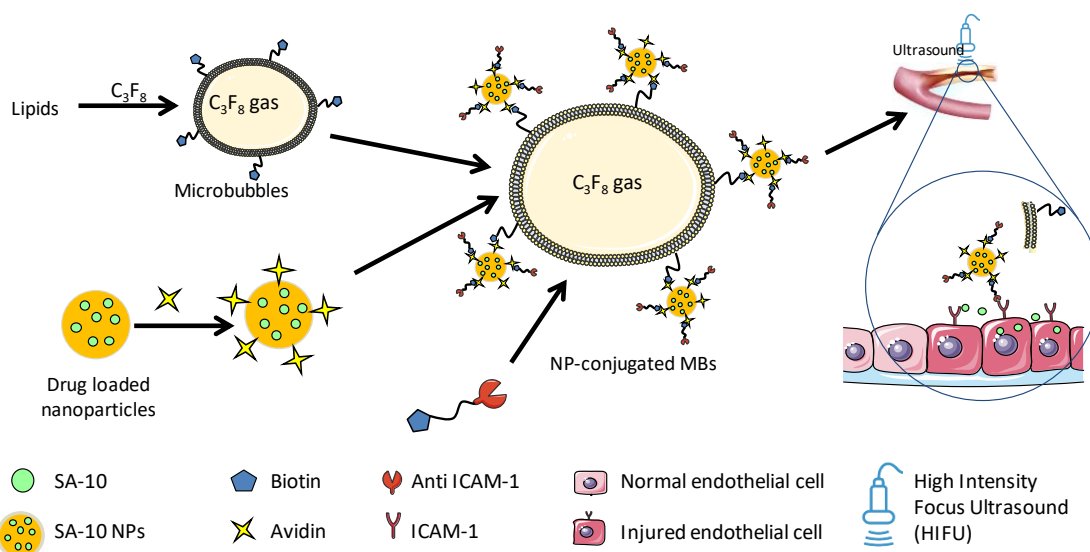 Lipids
C₃F₈
C₃F₈ gas
Microbubbles
C₃F₈ gas
NP-conjugated MBs
Ultrasound
Drug loaded
nanoparticles
SA-10
Biotin
Anti ICAM-1
Normal endothelial cell
High Intensity
Focus Ultrasound
(HIFU)
SA-10 NPs
Avidin
ICAM-1
Injured endothelial cell